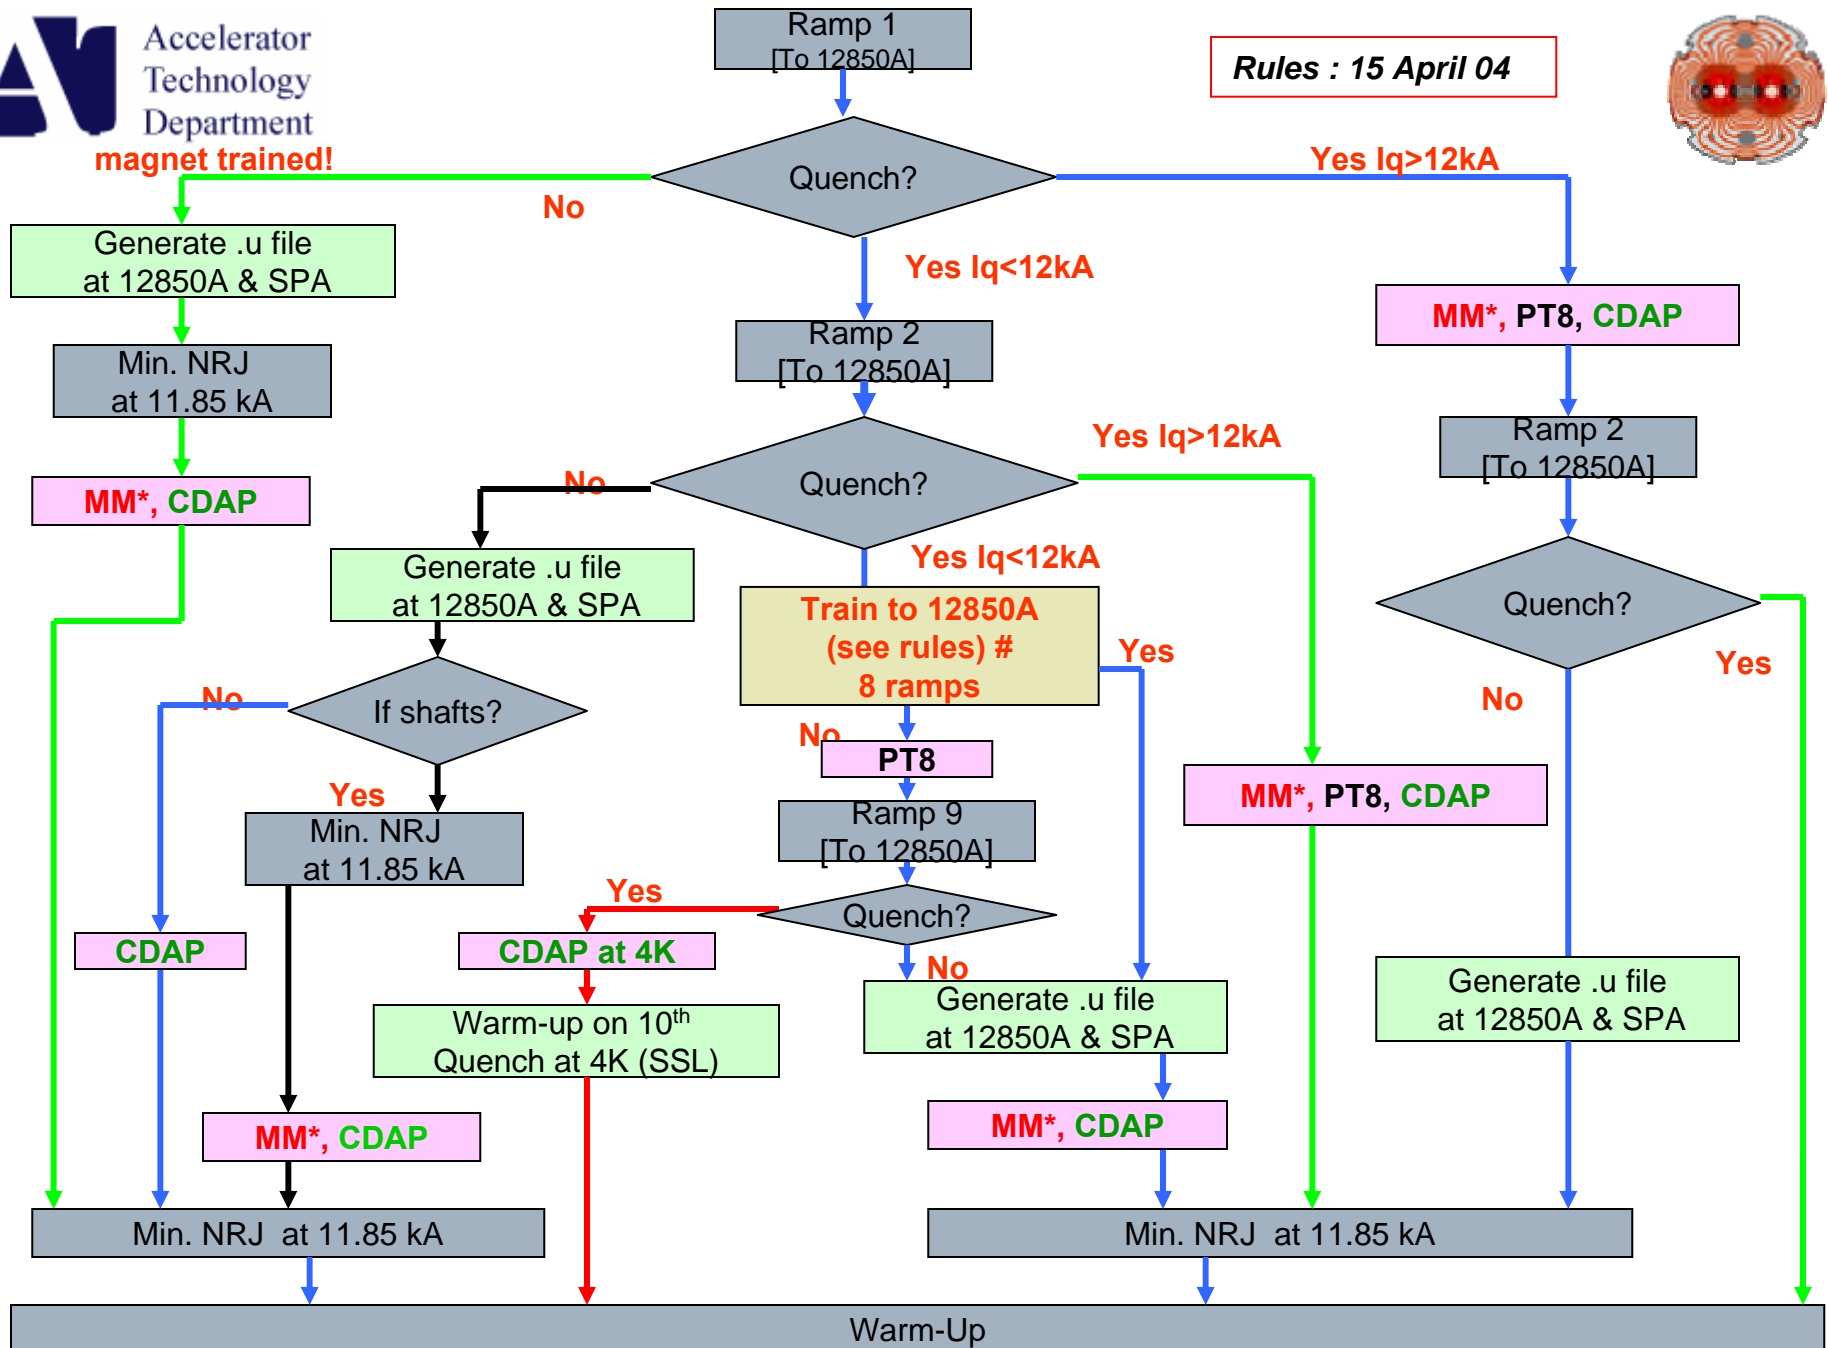 Accelerator
Technology
Department
Ramp 1
[To 12850A]
Rules : 15 April 04
magnet trained!
Quench?
Yes Iq>12kA
No
Generate .u file
at 12850A & SPA
Yes Iq<12kA
MM*, PT8, CDAP
Min. NRJ
at 11.85 kA
Ramp 2
[To 12850A]
Ramp 2
[To 12850A]
Yes Iq>12kA
MM*, CDAP
No
Quench?
Generate .u file
at 12850A & SPA
Yes Iq<12kA
Train to 12850A
(see rules) #
8 ramps
Yes
Quench?
Yes
No
No
If shafts?
No
PT8
Yes
Min. NRJ
at 11.85 kA
Ramp 9
[To 12850A]
MM*, PT8, CDAP
Yes
Quench?
CDAP
CDAP at 4K
No
Warm-up on 10th
Quench at 4K (SSL)
Generate .u file
at 12850A & SPA
Generate .u file
at 12850A & SPA
MM*, CDAP
MM*, CDAP
Min. NRJ at 11.85 kA
Min. NRJ at 11.85 kA
Warm-Up